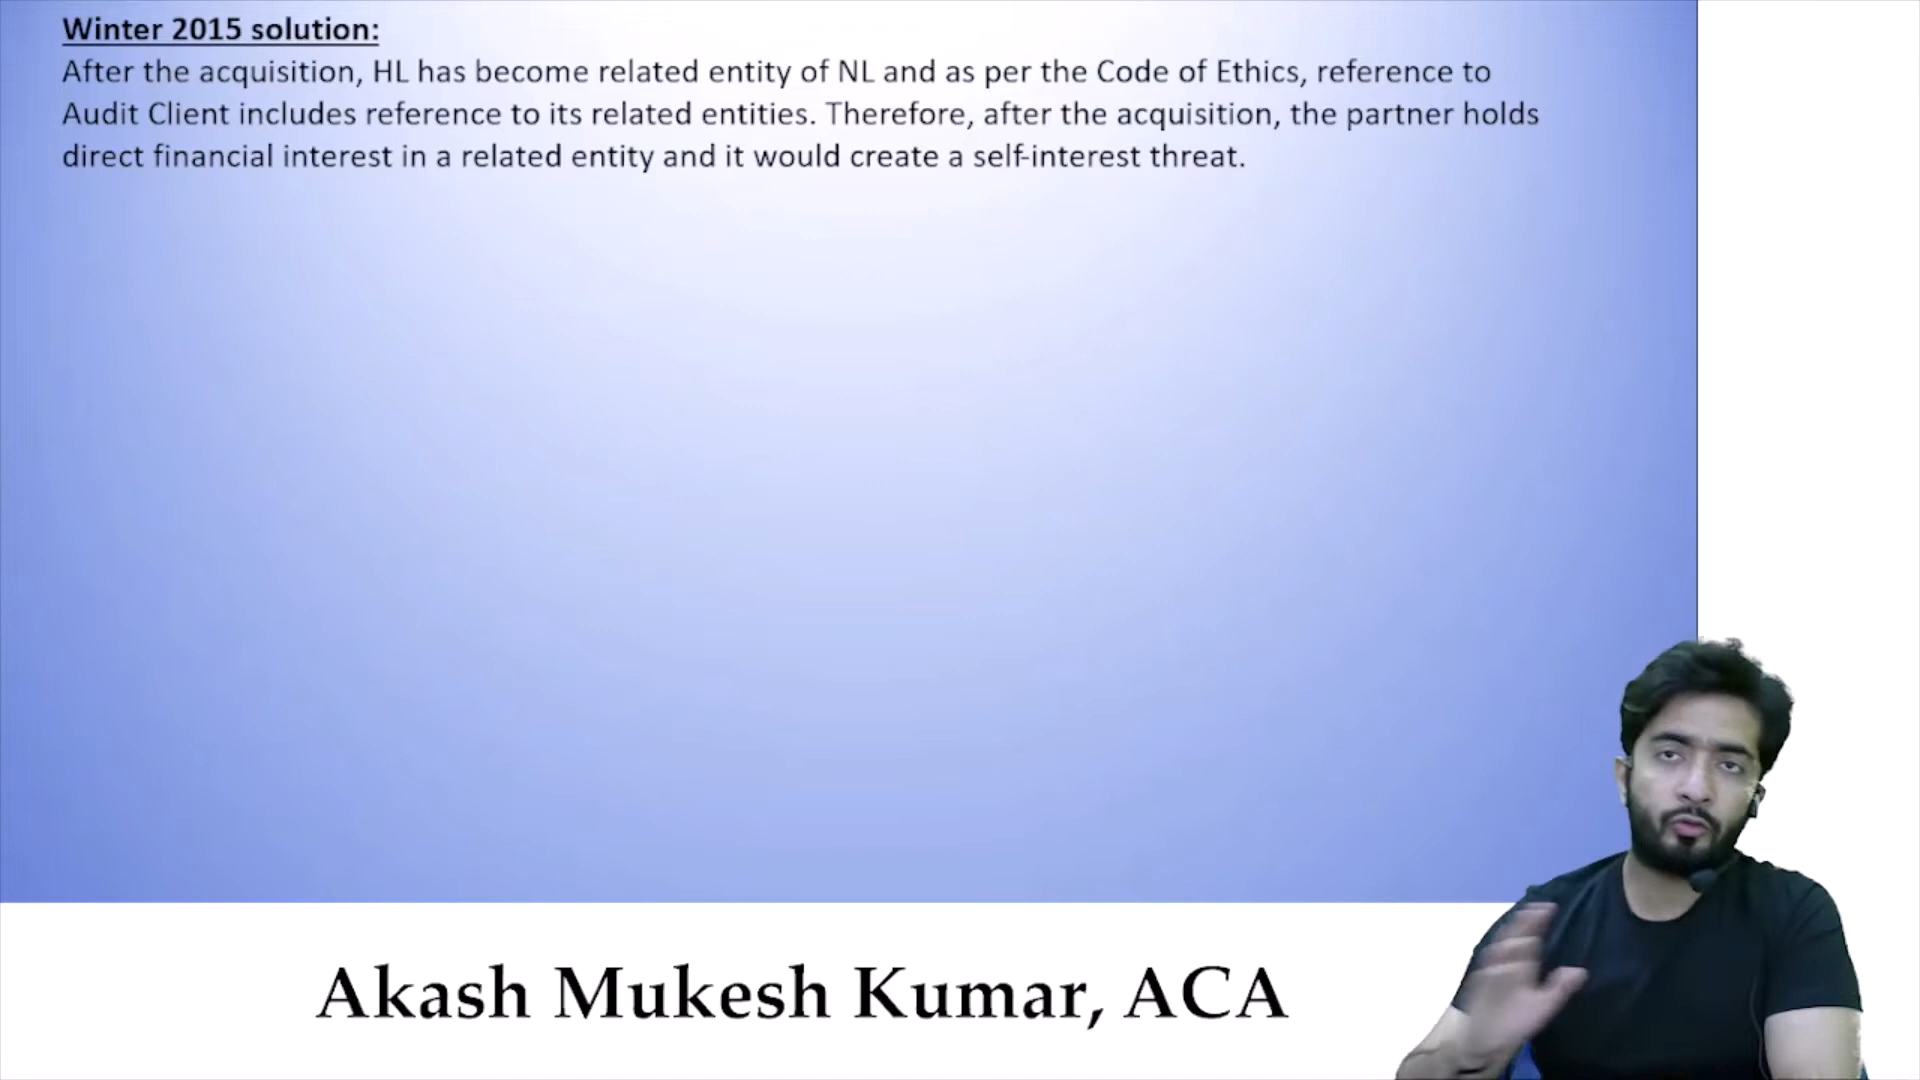 Winter 2015 solution:
After the acquisition, HL has become related entity of NL and as per the Code of Ethics, reference to
Audit Client includes reference to its related entities. Therefore, after the acquisition, the partner holds
direct financial interest in a related entity and it would create a self-interest threat.
Akash Mukesh Kumar, ACA